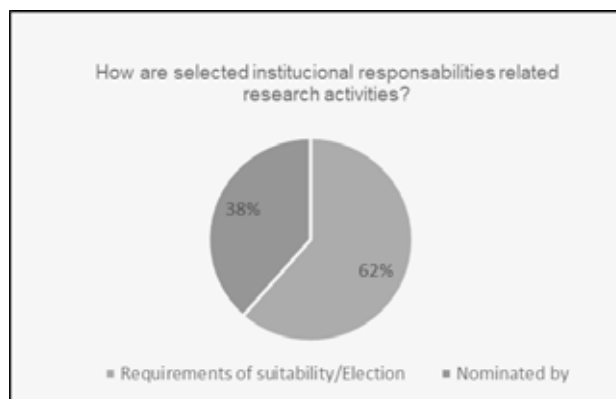 How are selected institucional responsabilities related
research activities?
38%
62%
Requirements of suitability/Election
Nominated by